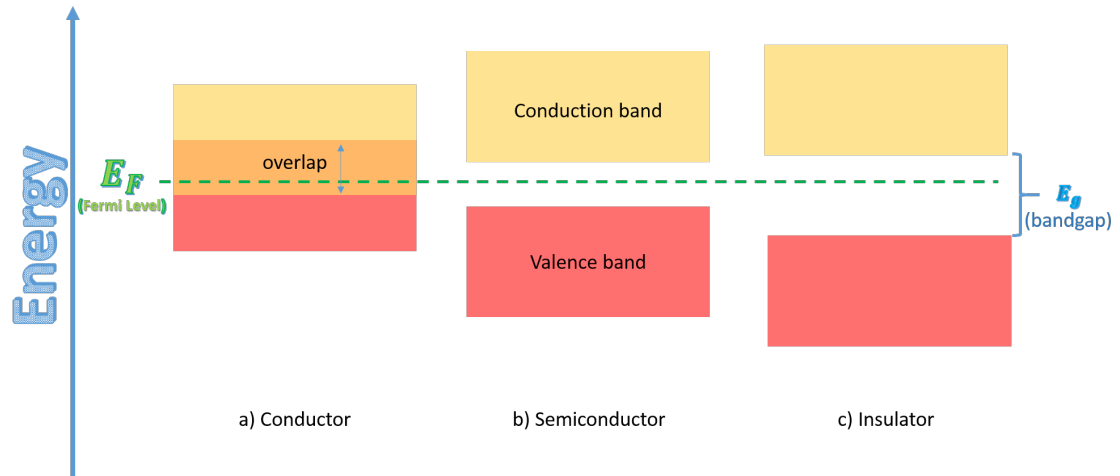 Energy
E_F
(Fermi Level)
overlap
Conduction band
Valence band
E_g
(bandgap)
a) Conductor
b) Semiconductor
c) Insulator